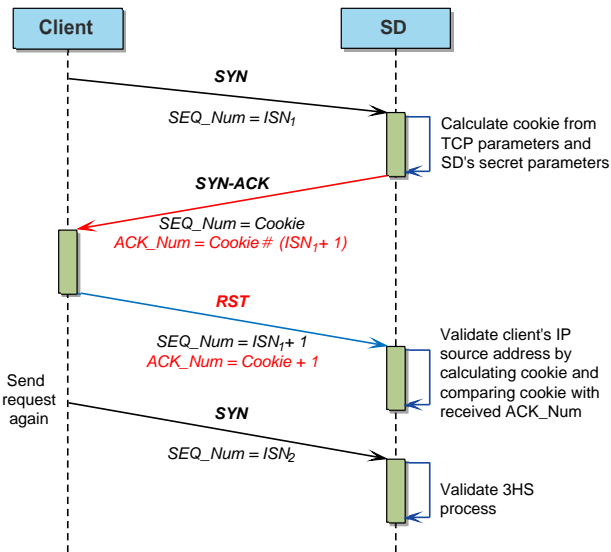 Client
SD
SYN
SEQ_Num = ISN₁
Calculate cookie from
TCP parameters and
SD's secret parameters
SYN-ACK
SEQ_Num = Cookie
ACK_Num = Cookie # (ISN₁+ 1)
RST
SEQ_Num = ISN₁+ 1
ACK_Num = Cookie + 1
Validate client's IP
source address by
calculating cookie and
comparing cookie with
received ACK_Num
Send
request
again
SYN
SEQ_Num = ISN₂
Validate 3HS
process